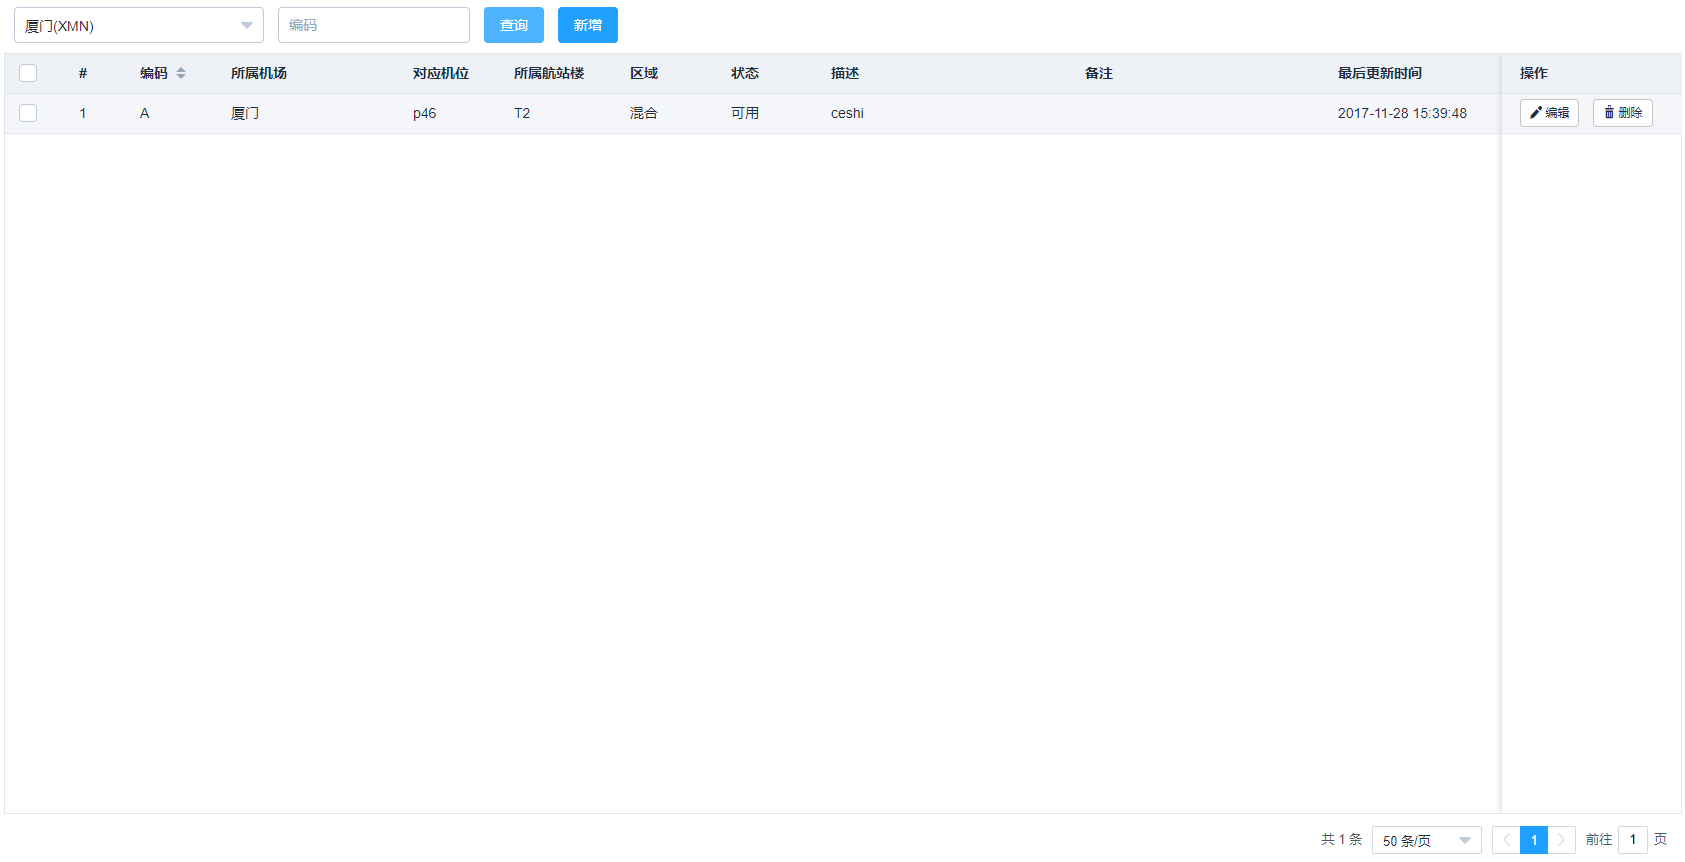 厦门(XMN) 编码 查询 新增
# 编码 所属机场 对应机位 所属航站楼 区域 状态 描述 备注 最后更新时间 操作
1 A 厦门 p46 T2 混合 可用 ceshi 2017-11-28 15:39:48 编辑 删除
共 1 条 50 条/页 1 前往 1 页